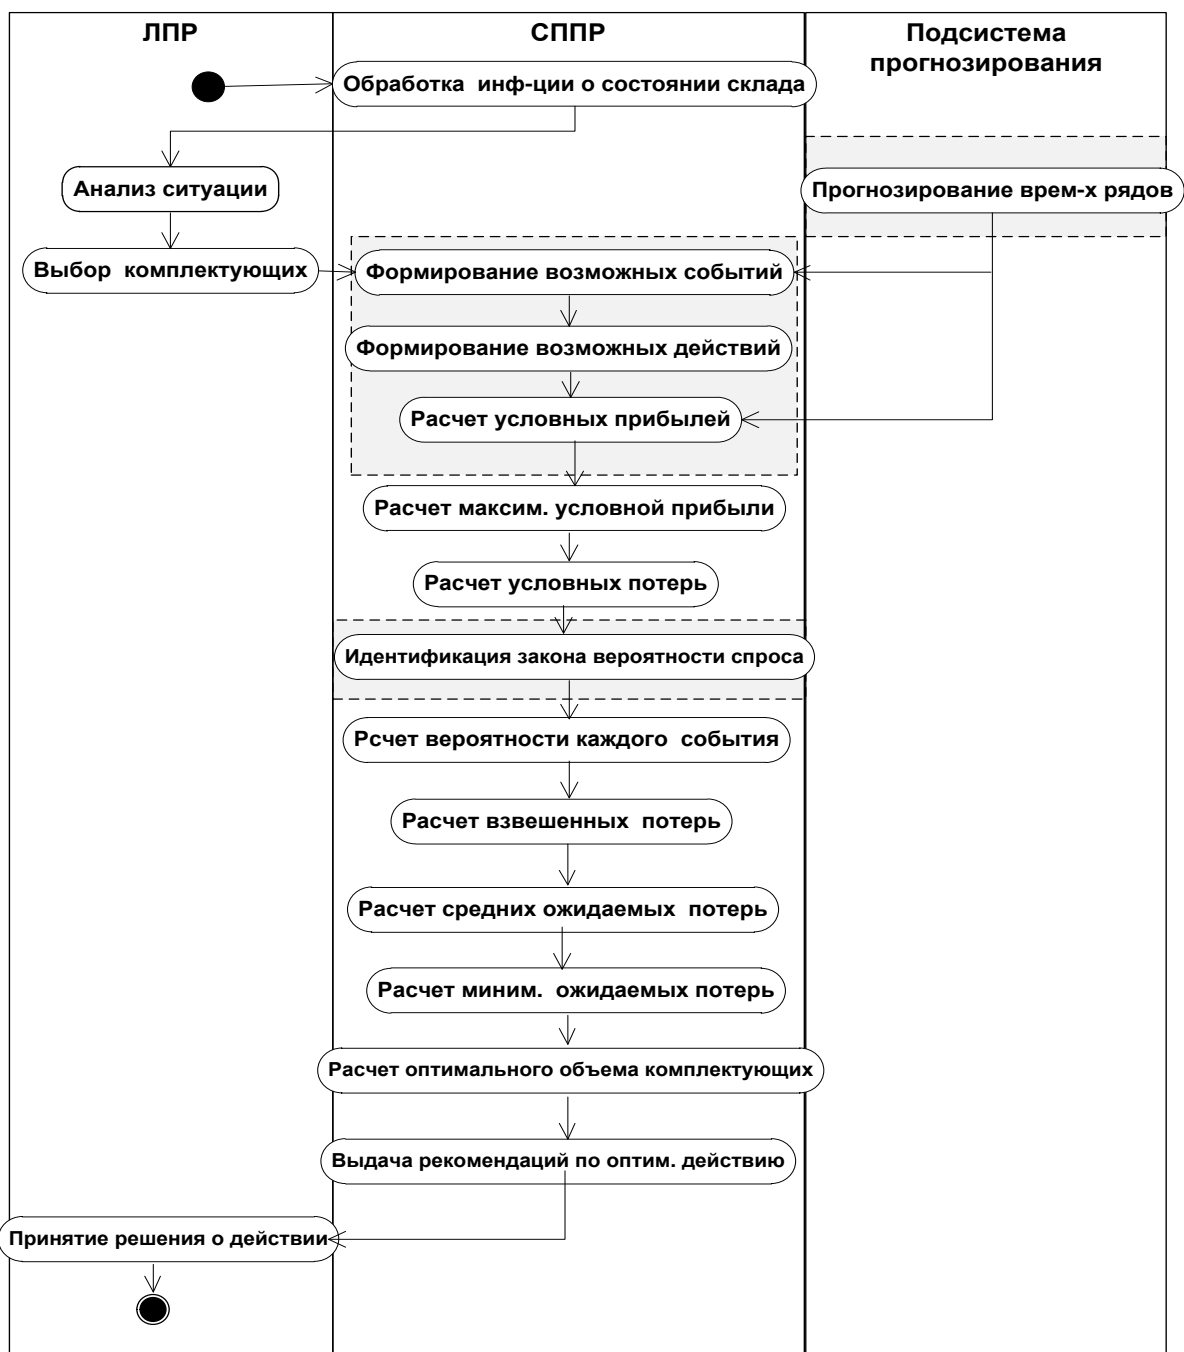 ЛПР
СППР
Подсистема
прогнозирования
Обработка инф-ции о состоянии склада
Анализ ситуации
Прогнозирование врем-х рядов
Выбор комплектующих
Формирование возможных событий
Формирование возможных действий
Расчет условных прибылей
Расчет максим. условной прибыли
Расчет условных потерь
Идентификация закона вероятности спроса
Рсчет вероятности каждого события
Расчет взвешенных потерь
Расчет средних ожидаемых потерь
Расчет миним. ожидаемых потерь
Расчет оптимального объема комплектующих
Выдача рекомендаций по оптим. действию
Принятие решения о действии